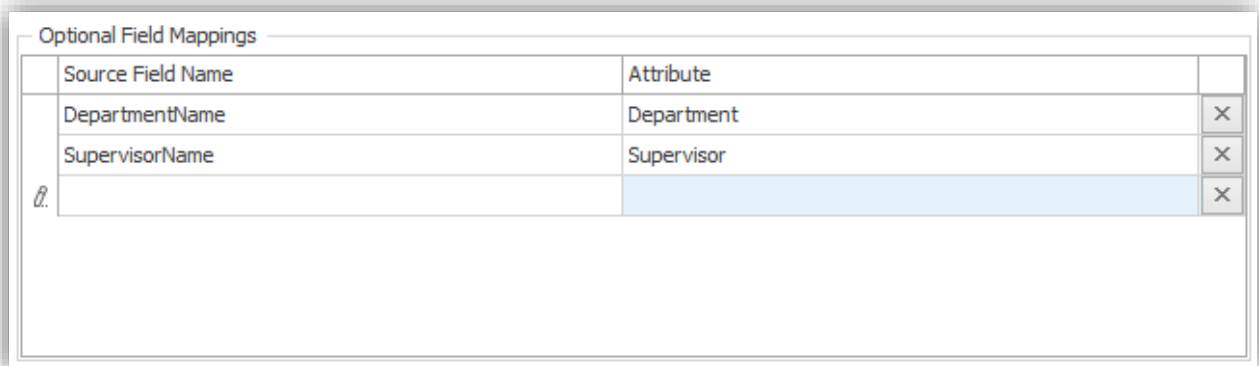 Optional Field Mappings
Source Field Name Attribute
DepartmentName Department
SupervisorName Supervisor